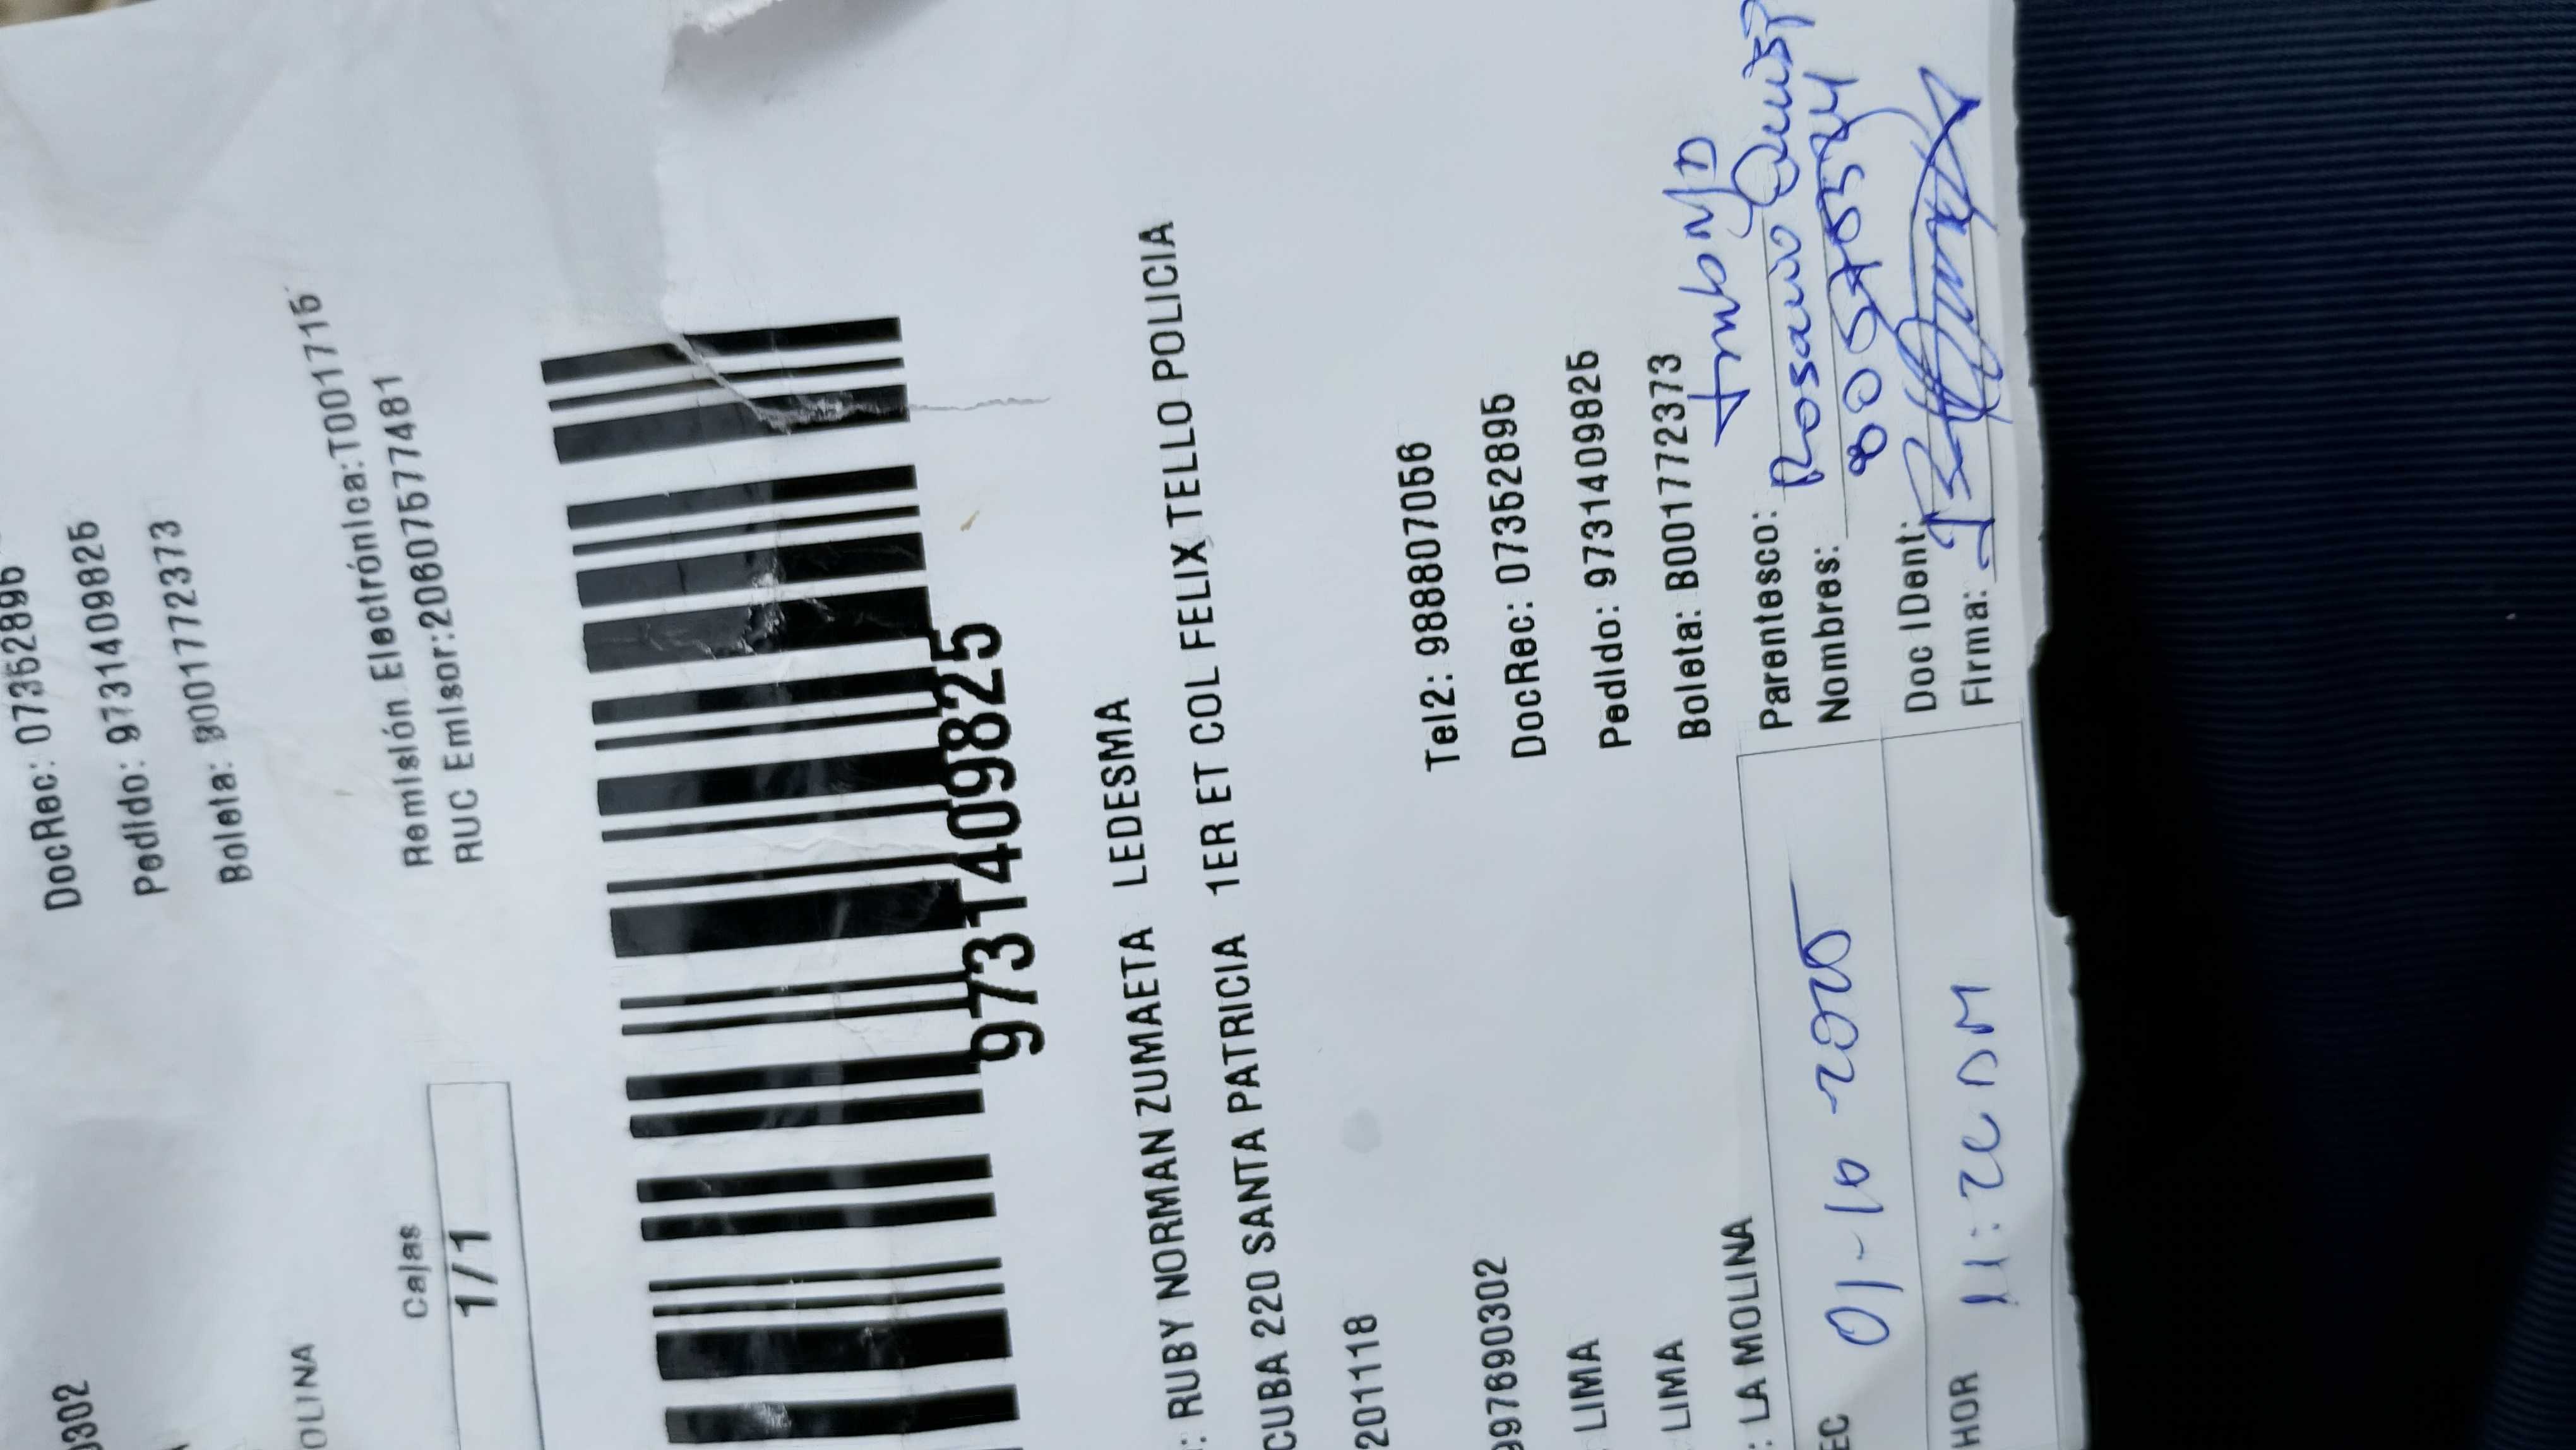 0302
DocRec: 07352895
Pedido: 9731409825
Boleta: B001772373
OLINA
Remisión Electrónica:T001715
RUC Emisor:20607577481
Cajas
1/1
9731409825
: RUBY NORMAN ZUMAETA LEDESMA
CUBA 220 SANTA PATRICIA 1ER ET COL FELIX TELLO POLICIA
201118
Tel2: 988807056
997690302
DocRec: 07352895
: LIMA
Pedido: 9731409825
: LIMA
Boleta: B001772373
: LA MOLINA
Parentesco:
EC 01-10-2025
Nombres: Rosario
Doc IDent:
HOR 11:20 AM
Firma: